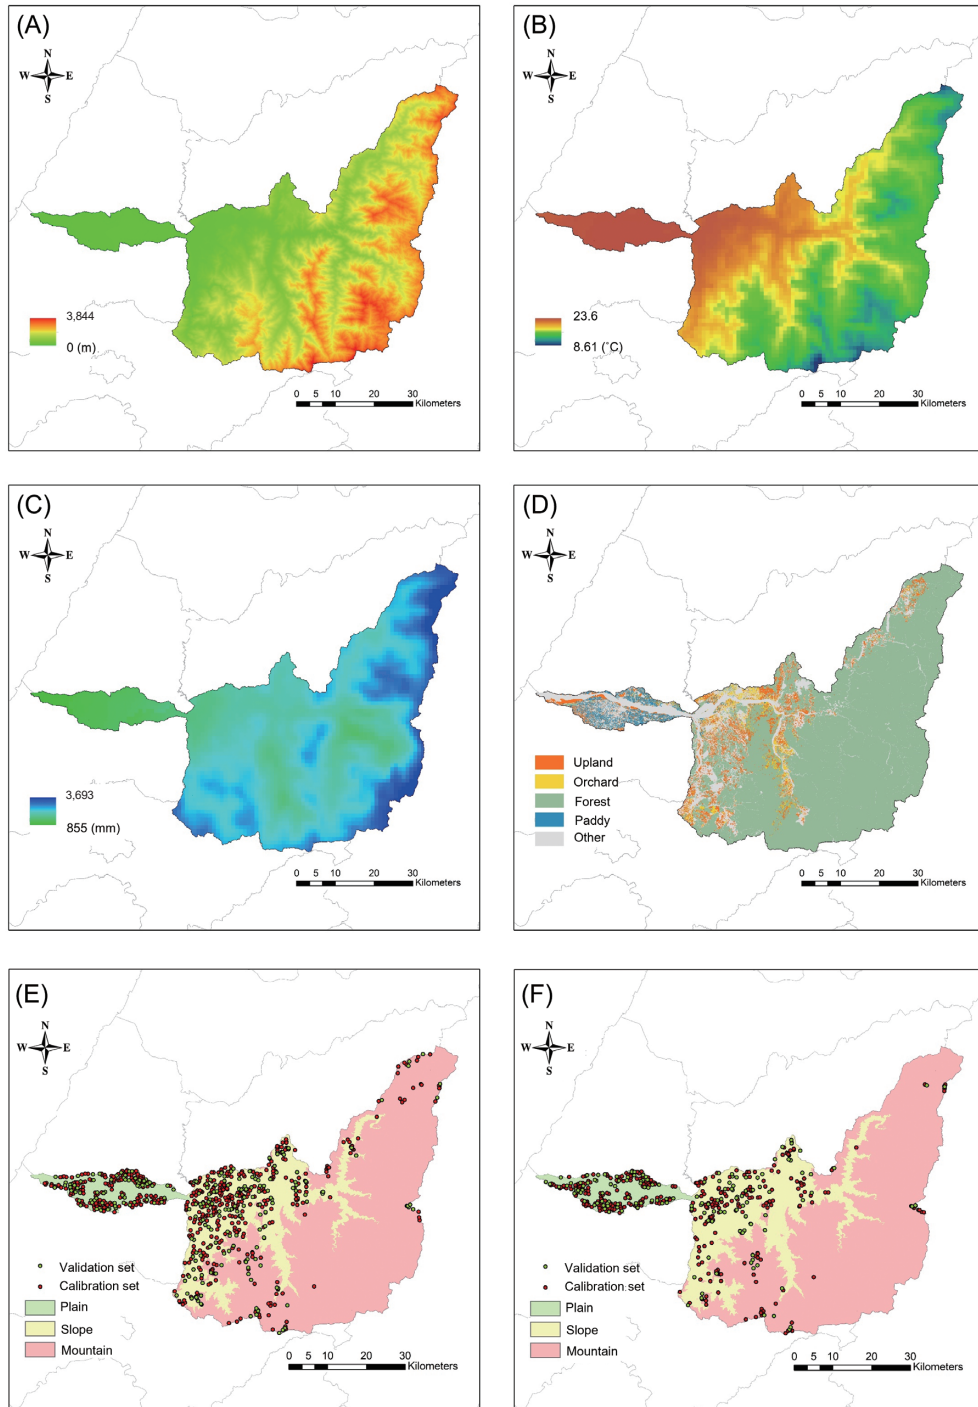 (A)
N
W E
S
3,844
0 (m)
0 5 10 20 30
Kilometers
(B)
N
W E
S
23.6
8.61 (˚C)
0 5 10 20 30
Kilometers
(C)
N
W E
S
3,693
855 (mm)
0 5 10 20 30
Kilometers
(D)
N
W E
S
Upland
Orchard
Forest
Paddy
Other
0 5 10 20 30
Kilometers
(E)
N
W E
S
Validation set
Calibration set
Plain
Slope
Mountain
0 5 10 20 30
Kilometers
(F)
N
W E
S
Validation set
Calibration set
Plain
Slope
Mountain
0 5 10 20 30
Kilometers